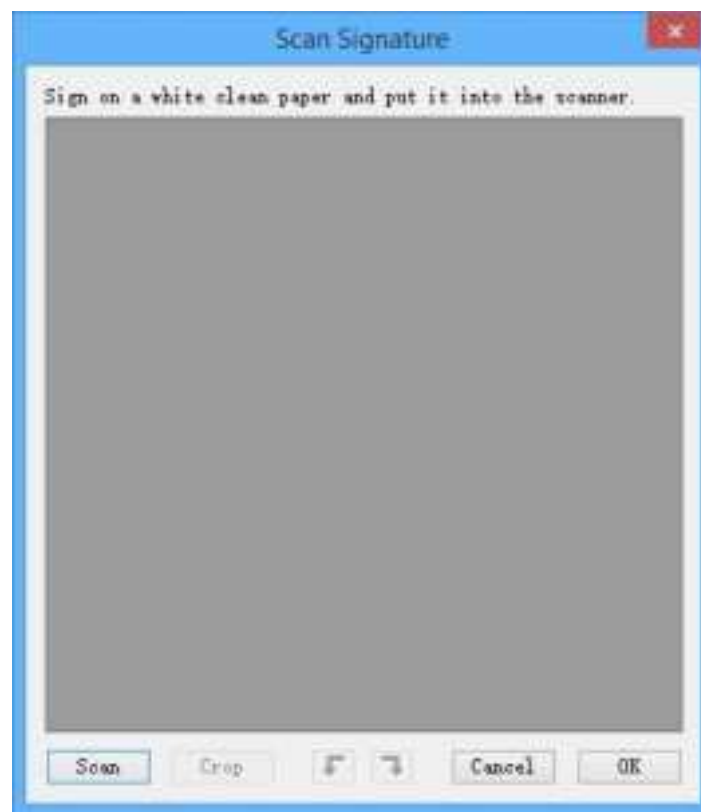 Scan Signature
Sign on a white clean paper and put it into the scanner.
Scan Crop Cancel OK